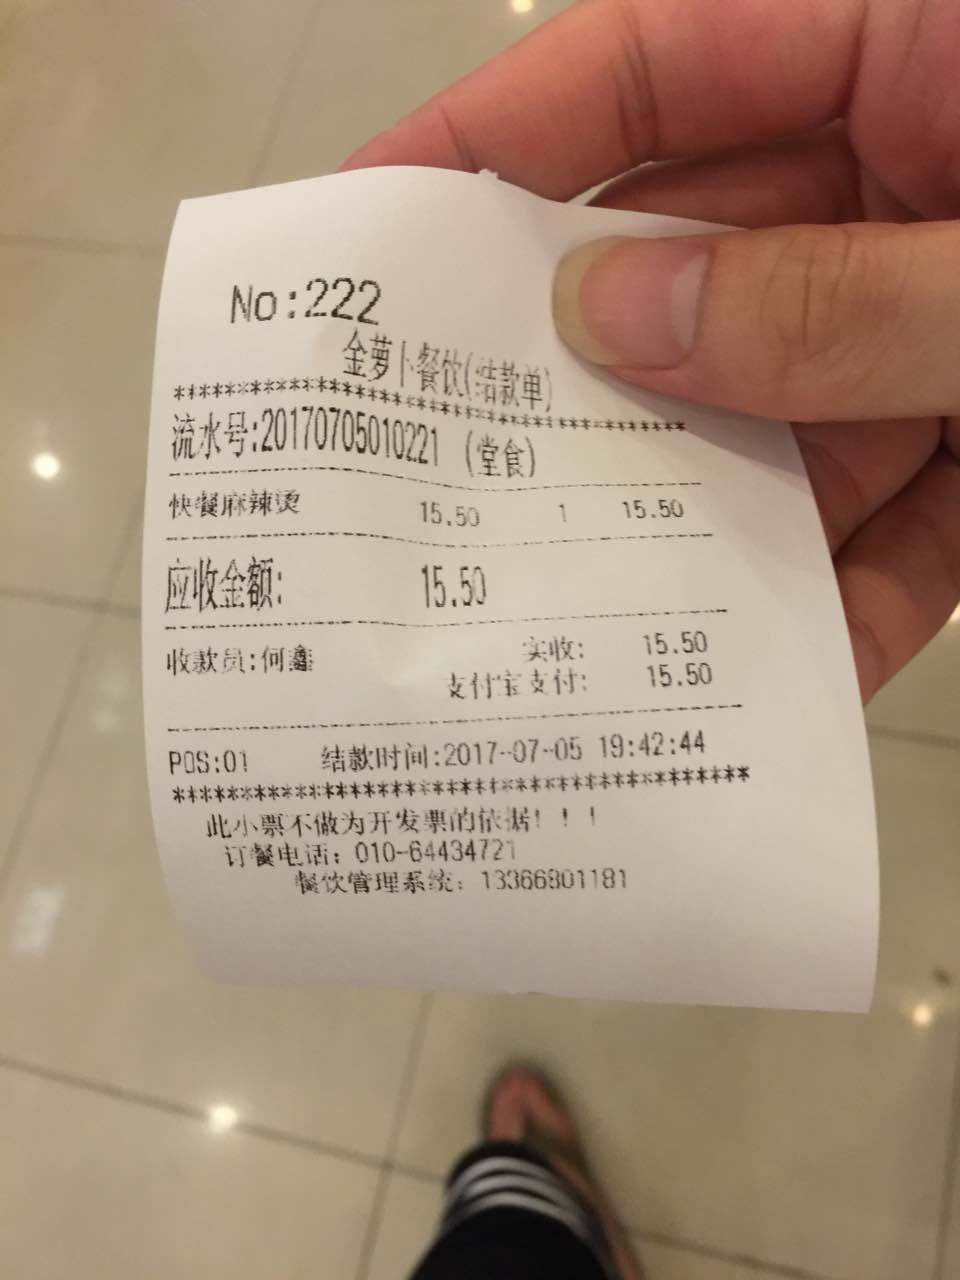 No:222
金萝卜餐饮(结款单)
*****************************************
流水号:20170705010221 (堂食)
快餐麻辣烫 15.50 1 15.50
应收金额: 15.50
收款员:何鑫 实收: 15.50
支付宝支付: 15.50
POS:01 结款时间:2017-07-05 19:42:44
*****************************************
此小票不做为开发票的依据！！！
订餐电话：010-64434721
餐饮管理系统：13366801181